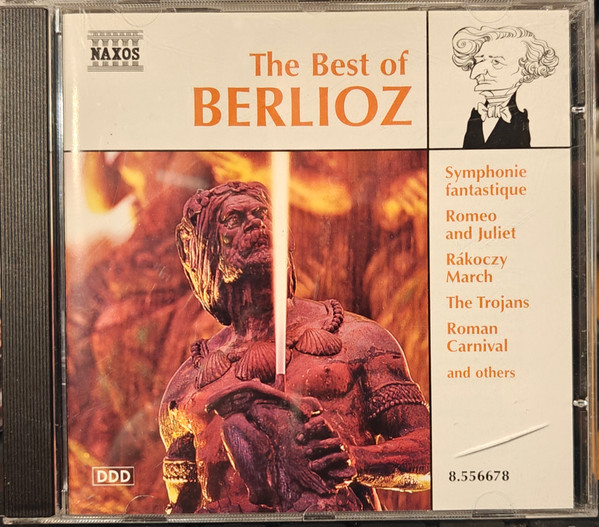 NAXOS
The Best of
BERLIOZ
Symphonie
fantastique
Romeo
and Juliet
Rákoczy
March
The Trojans
Roman
Carnival
and others
DDD
8.556678